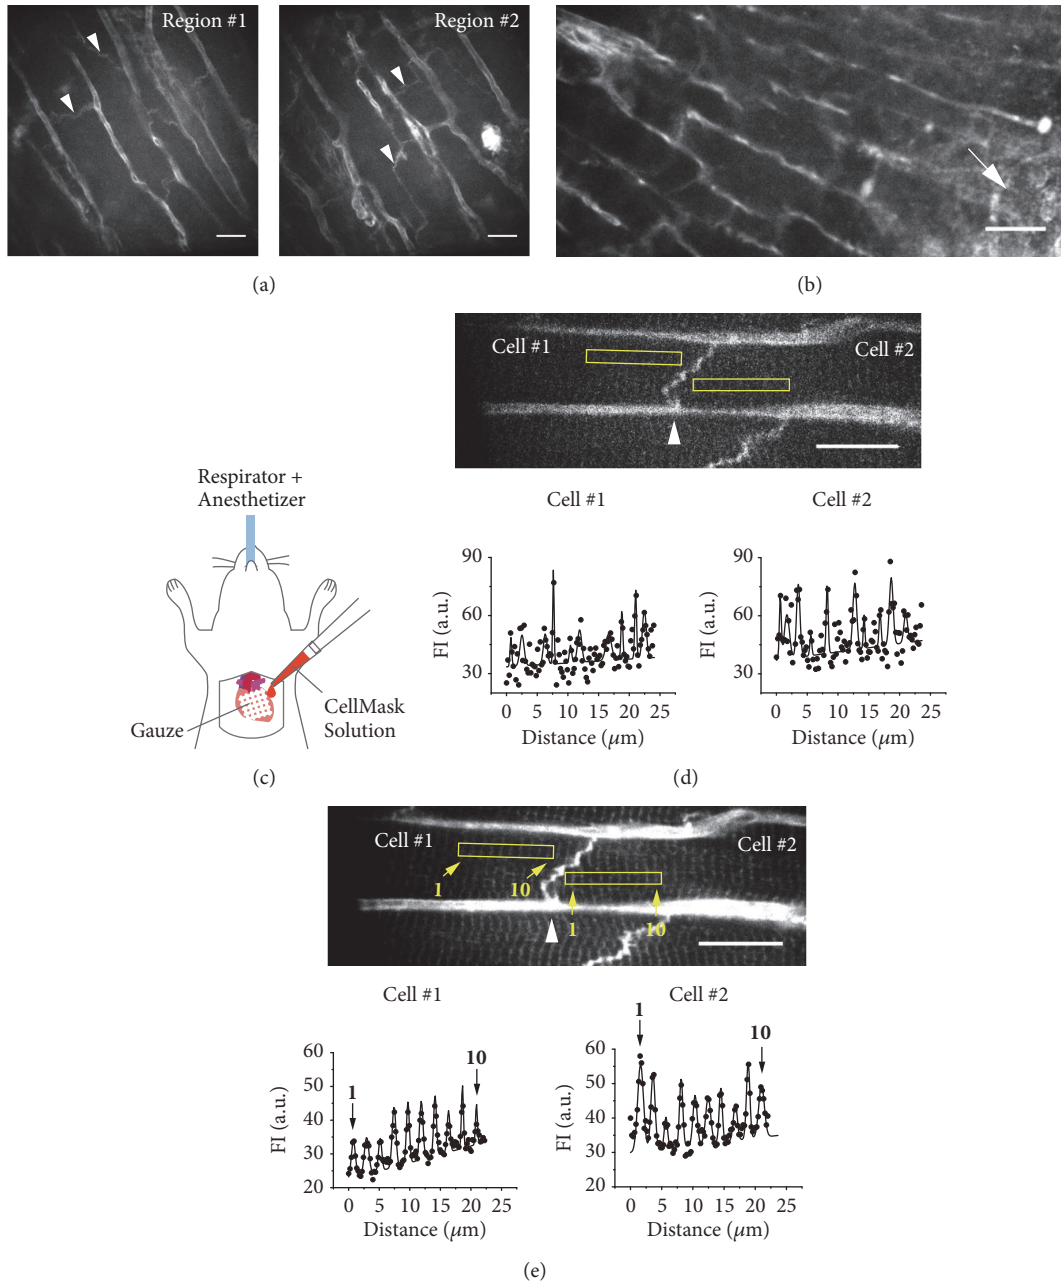 Region #1
Region #2
(a)
(b)
Respirator +
Anesthetizer
Gauze
CellMask
Solution
(c)
Cell #1
Cell #2
Cell #1
Cell #2
90
60
30
FI (a.u.)
0 5 10 15 20 25
Distance (μm)
90
60
30
FI (a.u.)
0 5 10 15 20 25
Distance (μm)
(d)
Cell #1
Cell #2
1
10
1
10
Cell #1
Cell #2
60
50
40
30
20
FI (a.u.)
1
10
0 5 10 15 20 25
Distance (μm)
60
50
40
30
20
FI (a.u.)
1
10
0 5 10 15 20 25
Distance (μm)
(e)